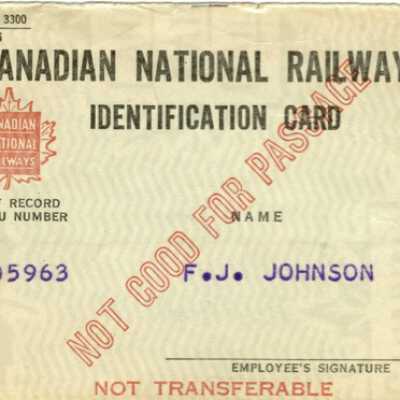 3300
ANADIAN NATIONAL RAILWAY
IDENTIFICATION CARD
ANADIAN
NATIONAL
RAILWAYS
RECORD
U NUMBER
NAME
05963
F.J. JOHNSON
NOT GOOD FOR PASSAGE
EMPLOYEE'S SIGNATURE
NOT TRANSFERABLE